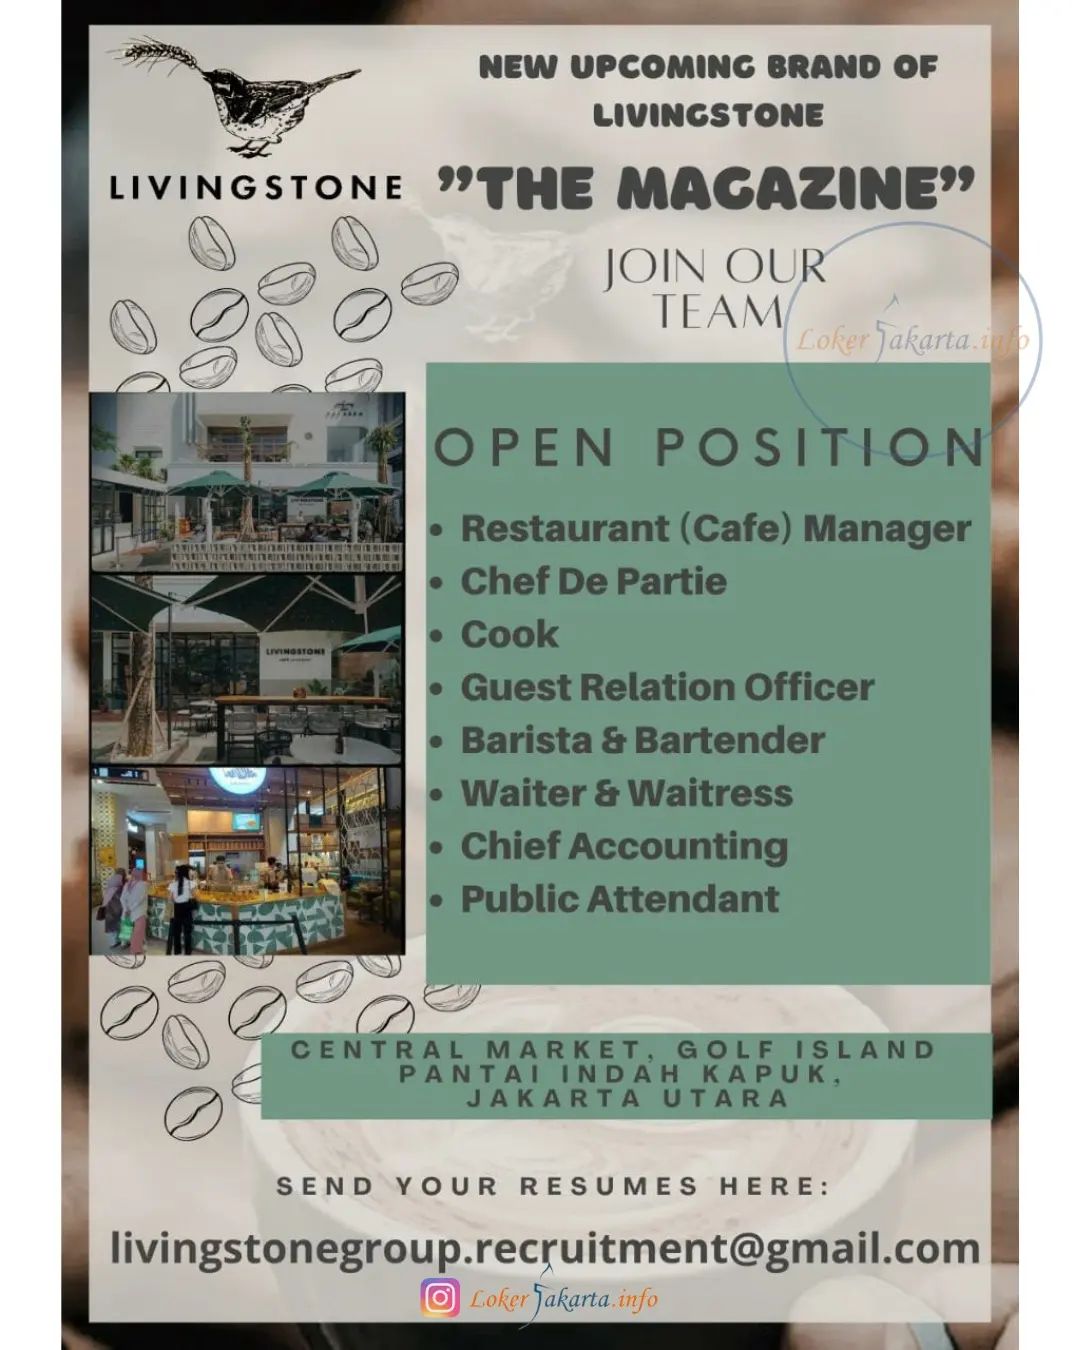 LIVINGSTONE
NEW UPCOMING BRAND OF
LIVINGSTONE
"THE MAGAZINE"
JOIN OUR
TEAM
Loker Jakarta.info
OPEN POSITION
• Restaurant (Cafe) Manager
• Chef De Partie
• Cook
• Guest Relation Officer
• Barista & Bartender
• Waiter & Waitress
• Chief Accounting
• Public Attendant
LIVINGSTONE
LIVINGSTONE
CENTRAL MARKET, GOLF ISLAND
PANTAI INDAH KAPUK,
JAKARTA UTARA
SEND YOUR RESUMES HERE:
livingstonegroup.recruitment@gmail.com
Loker Jakarta.info